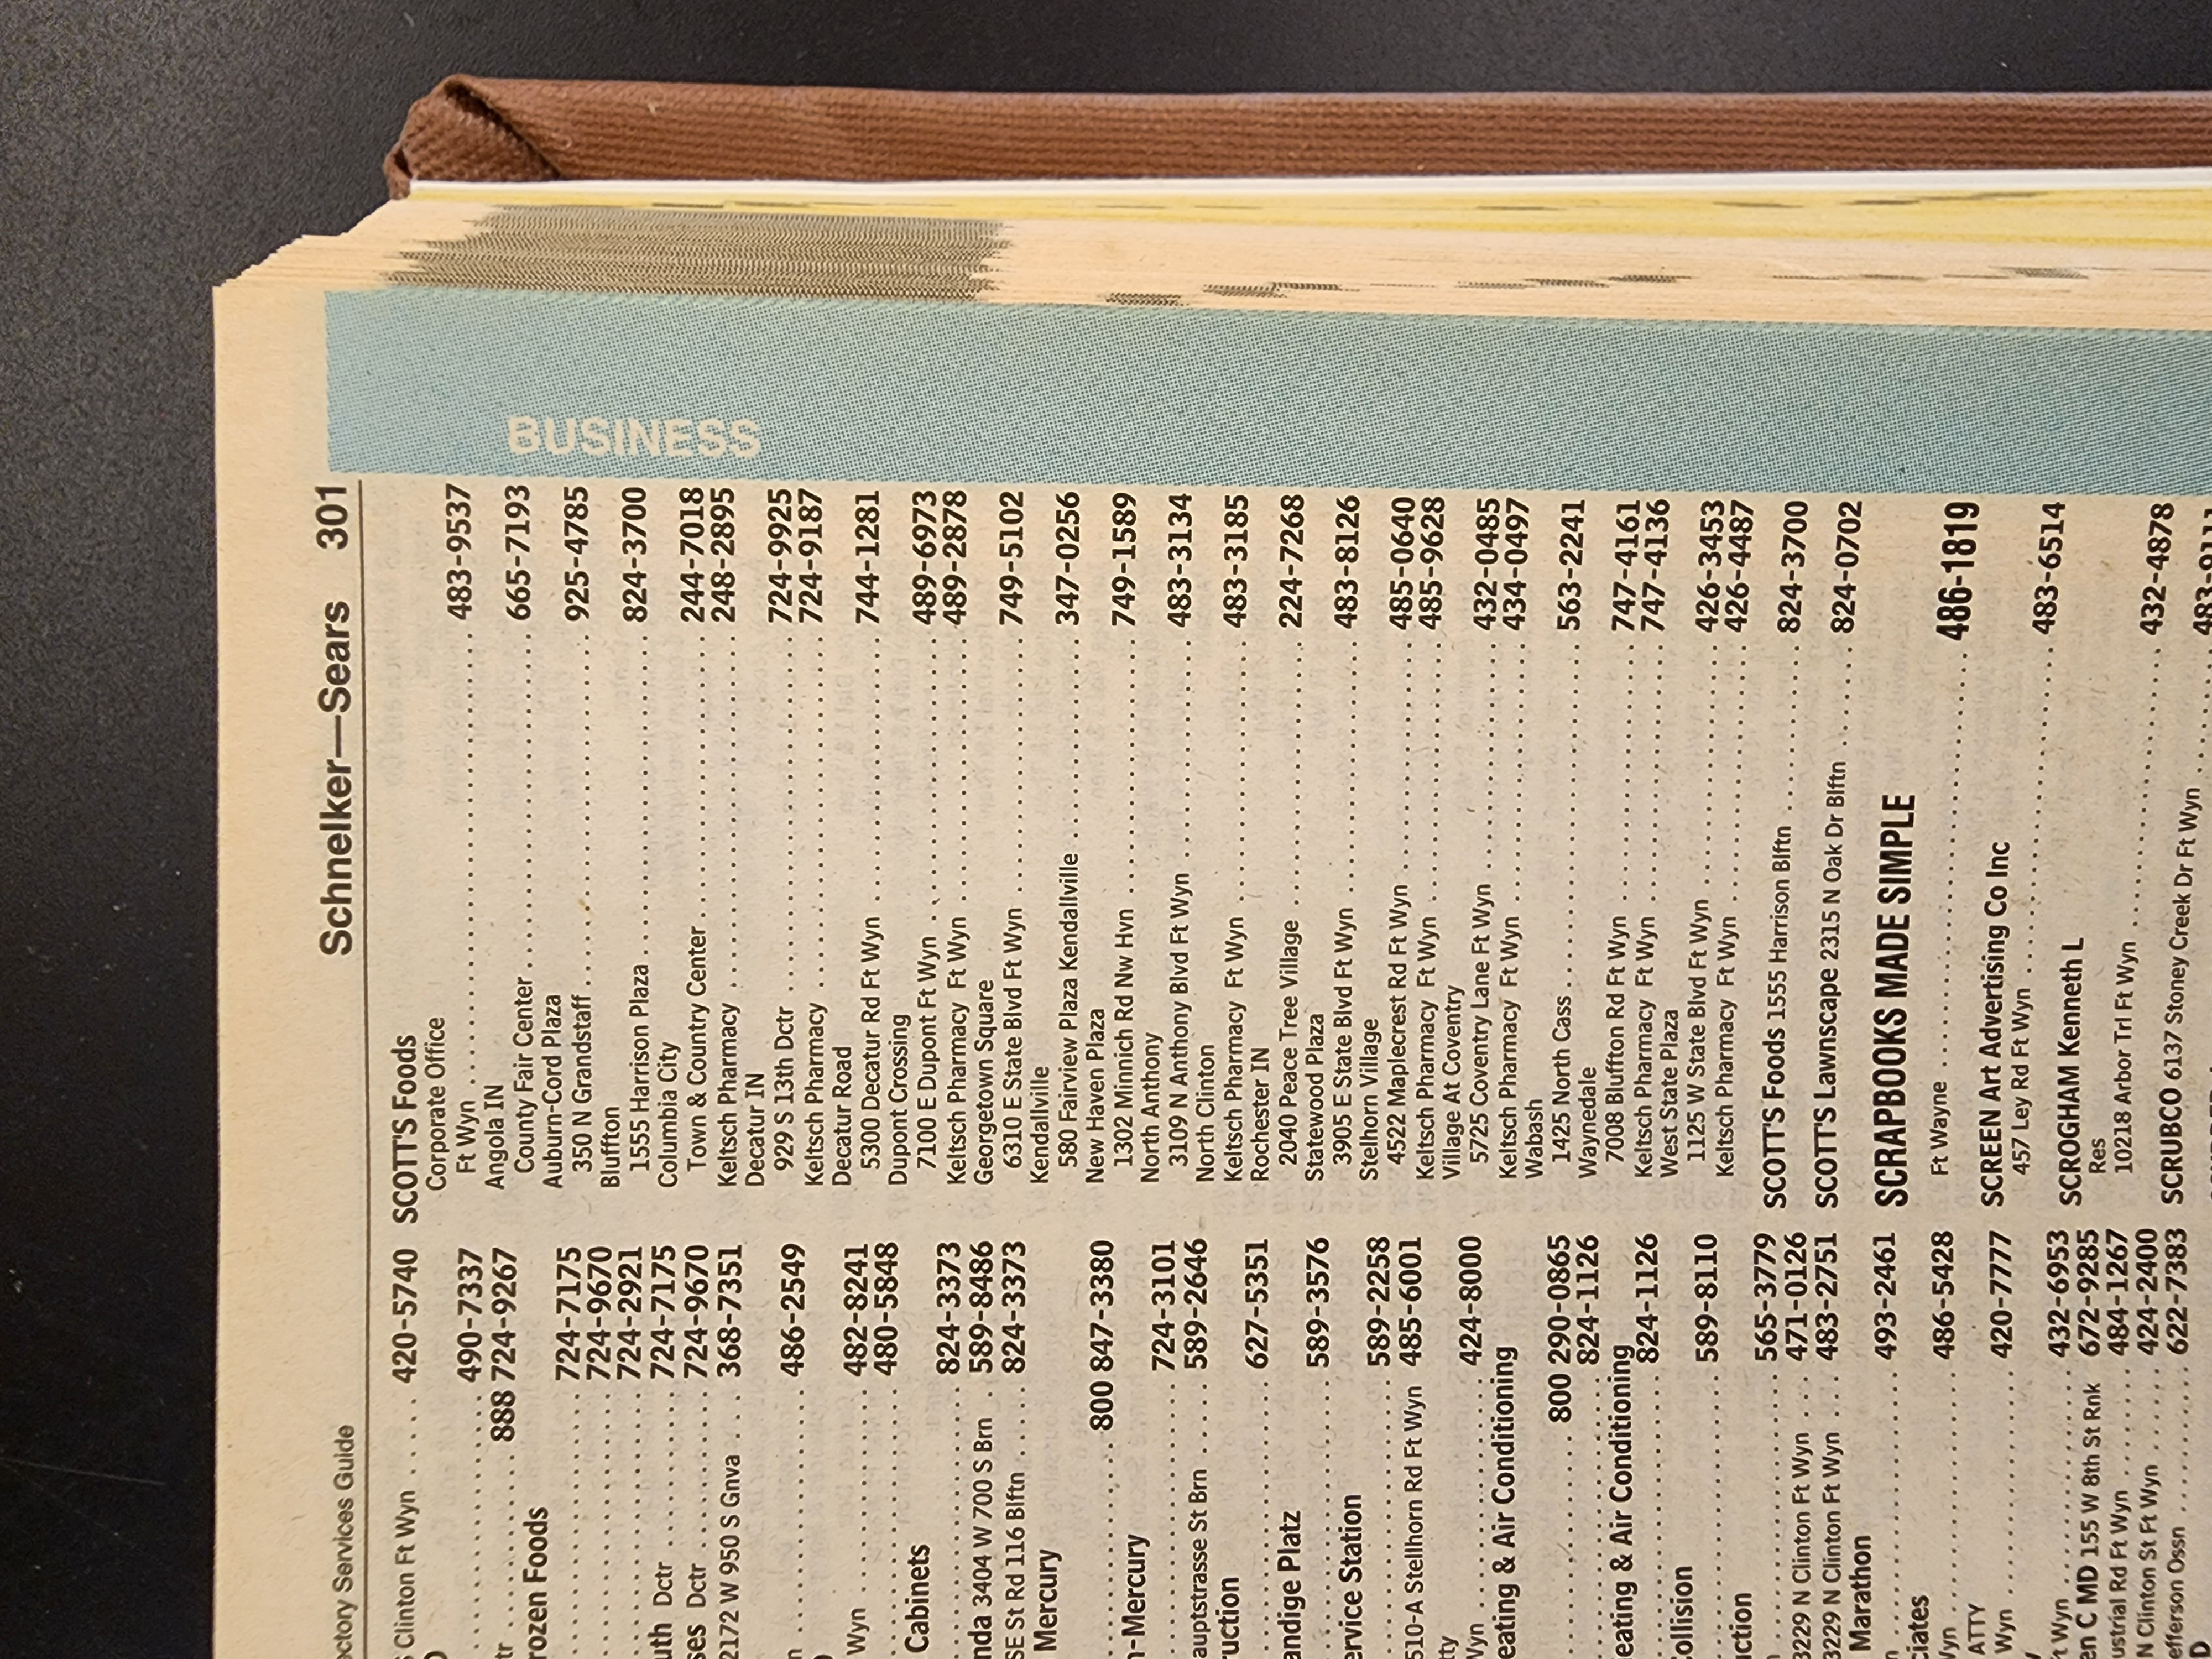 Directory Services Guide
Schnelker—Sears 301
BUSINESS
Clinton Ft Wyn .... 420-5740
490-7337
888 724-9267
Frozen Foods
724-7175
724-9670
724-2921
South Dctr ........ 724-7175
Dctr ........ 724-9670
2172 W 950 S Gnva ... 368-7351
486-2549
Wyn ........ 482-8241
480-5848
Cabinets
824-3373
3404 W 700 S Brn . 589-8486
SE St Rd 116 Blftn ..... 824-3373
Mercury
800 847-3380
-Mercury
724-3101
Hauptstrasse St Brn ..... 589-2646
627-5351
Platz
589-3576
Service Station
589-2258
510-A Stellhorn Rd Ft Wyn 485-6001
Wyn ........ 424-8000
Heating & Air Conditioning
800 290-0865
824-1126
Heating & Air Conditioning
824-1126
Collision
589-8110
565-3779
3229 N Clinton Ft Wyn ... 471-0126
3229 N Clinton Ft Wyn ... 483-2751
Marathon
493-2461
486-5428
ATTY
Wyn ........ 420-7777
Ft Wyn ........ 432-6953
C MD 155 W 8th St Rnk 672-9285
Industrial Rd Ft Wyn ...... 484-1267
N Clinton St Ft Wyn ...... 424-2400
Jefferson Ossn ........ 622-7383
SCOTT'S Foods
Corporate Office
Ft Wyn ........ 483-9537
Angola IN
County Fair Center ........ 665-7193
Auburn-Cord Plaza
350 N Grandstaff ........ 925-4785
Bluffton
1555 Harrison Plaza ........ 824-3700
Columbia City
Town & Country Center ........ 244-7018
Keltsch Pharmacy ........ 248-2895
Decatur IN
929 S 13th Dctr ........ 724-9925
Keltsch Pharmacy ........ 724-9187
Decatur Road
5300 Decatur Rd Ft Wyn ........ 744-1281
Dupont Crossing
7100 E Dupont Ft Wyn ........ 489-6973
Keltsch Pharmacy Ft Wyn ........ 489-2878
Georgetown Square
6310 E State Blvd Ft Wyn ........ 749-5102
Kendallville
580 Fairview Plaza Kendallville ........ 347-0256
New Haven Plaza
1302 Minnich Rd Nw Hvn ........ 749-1589
North Anthony
3109 N Anthony Blvd Ft Wyn ........ 483-3134
North Clinton
Keltsch Pharmacy Ft Wyn ........ 483-3185
Rochester IN
2040 Peace Tree Village ........ 224-7268
Statewood Plaza
3905 E State Blvd Ft Wyn ........ 483-8126
Stelhorn Village
4522 Maplecrest Rd Ft Wyn ........ 485-0640
Keltsch Pharmacy Ft Wyn ........ 485-9628
Village At Coventry
5725 Coventry Lane Ft Wyn ........ 432-0485
Keltsch Pharmacy Ft Wyn ........ 434-0497
Wabash
1425 North Cass ........ 563-2241
Waynedale
7008 Bluffton Rd Ft Wyn ........ 747-4161
Keltsch Pharmacy Ft Wyn ........ 747-4136
West State Plaza
1125 W State Blvd Ft Wyn ........ 426-3453
Keltsch Pharmacy Ft Wyn ........ 426-4487
SCOTT'S Foods 1555 Harrison Blftn ........ 824-3700
SCOTT'S Lawnscape 2315 N Oak Dr Blftn ........ 824-0702
SCRAPBOOKS MADE SIMPLE
Ft Wayne ........ 486-1819
SCREEN Art Advertising Co Inc
457 Ley Rd Ft Wyn ........ 483-6514
SCROGHAM Kenneth L
Res
10218 Arbor Trl Ft Wyn ........ 432-4878
SCRUBCO 6137 Stoney Creek Dr Ft Wyn ...